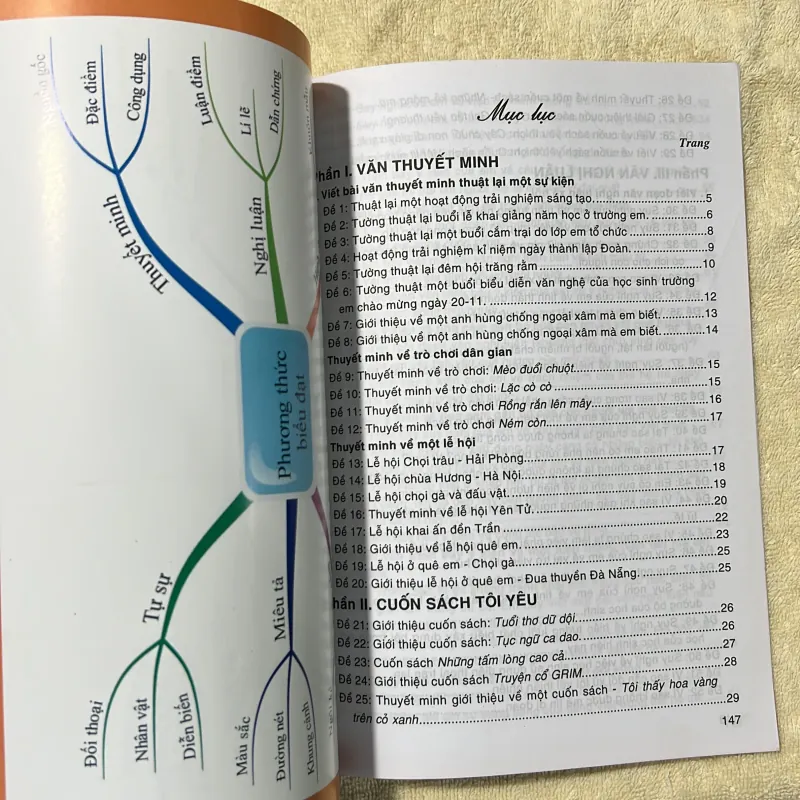 Nguồn gốc
Đặc điểm
Công dụng
Thuyết minh
Luận điểm
Lí lẽ
Dẫn chứng
Nghị luận
Phương thức
biểu đạt
Tự sự
Đối thoại
Nhân vật
Diễn biến
Miêu tả
Màu sắc
Đường nét
Khung cảnh
Mục lục
Trang
Phần I. VĂN THUYẾT MINH
Viết bài văn thuyết minh thuật lại một sự kiện
Đề 1: Thuật lại một hoạt động trải nghiệm sáng tạo.....5
Đề 2: Tường thuật lại buổi lễ khai giảng năm học ở trường em.....6
Đề 3: Tường thuật lại một buổi cắm trại do lớp em tổ chức.....8
Đề 4: Hoạt động trải nghiệm kỉ niệm ngày thành lập Đoàn.....9
Đề 5: Tường thuật lại đêm hội trăng rằm.....10
Đề 6: Tường thuật một buổi biểu diễn văn nghệ của học sinh trường
em chào mừng ngày 20-11.....12
Đề 7: Giới thiệu về một anh hùng chống ngoại xâm mà em biết.....13
Đề 8: Giới thiệu về một anh hùng chống ngoại xâm mà em biết.....14
Thuyết minh về trò chơi dân gian
Đề 9: Thuyết minh về trò chơi: Mèo đuổi chuột.....15
Đề 10: Thuyết minh về trò chơi: Lặc cò cò.....15
Đề 11: Thuyết minh về trò chơi Rồng rắn lên mây.....16
Đề 12: Thuyết minh về trò chơi Ném còn.....17
Thuyết minh về một lễ hội
Đề 13: Lễ hội Chọi trâu - Hải Phòng.....17
Đề 14: Lễ hội chùa Hương - Hà Nội.....18
Đề 15: Lễ hội chọi gà và đấu vật.....19
Đề 16: Thuyết minh về lễ hội Yên Tử.....20
Đề 17: Lễ hội khai ấn đền Trần.....22
Đề 18: Giới thiệu về lễ hội quê em.....23
Đề 19: Lễ hội ở quê em - Chọi gà.....25
Đề 20: Giới thiệu lễ hội ở quê em - Đua thuyền Đà Nẵng.....25
Phần II. CUỐN SÁCH TÔI YÊU
Đề 21: Giới thiệu cuốn sách: Tuổi thơ dữ dội.....26
Đề 22: Giới thiệu cuốn sách: Tục ngữ ca dao.....26
Đề 23: Cuốn sách Những tấm lòng cao cả.....27
Đề 24: Giới thiệu cuốn sách Truyện cổ GRIM.....28
Đề 25: Thuyết minh giới thiệu về một cuốn sách - Tôi thấy hoa vàng
trên cỏ xanh.....29
147